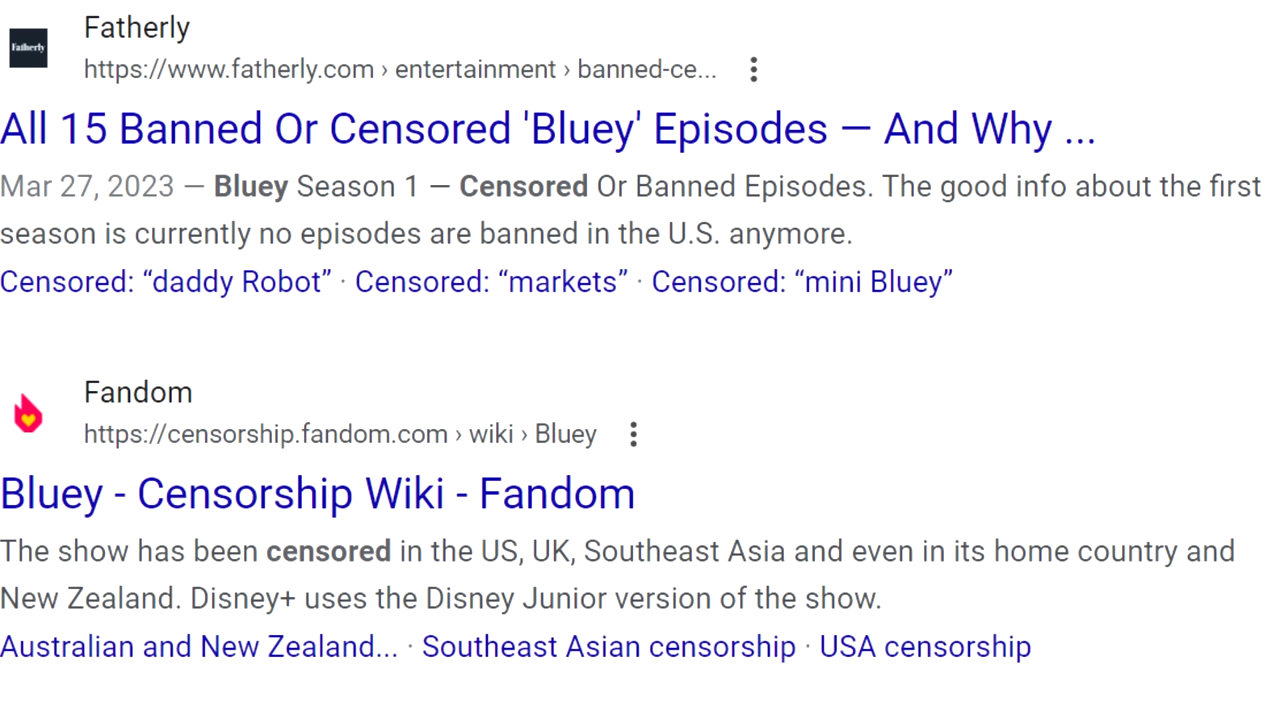 Fatherly
Fatherly
https://www.fatherly.com › entertainment › banned-ce...
All 15 Banned Or Censored 'Bluey' Episodes — And Why ...
Mar 27, 2023 — Bluey Season 1 — Censored Or Banned Episodes. The good info about the first
season is currently no episodes are banned in the U.S. anymore.
Censored: “daddy Robot” · Censored: “markets” · Censored: “mini Bluey”
Fandom
https://censorship.fandom.com › wiki › Bluey
Bluey - Censorship Wiki - Fandom
The show has been censored in the US, UK, Southeast Asia and even in its home country and
New Zealand. Disney+ uses the Disney Junior version of the show.
Australian and New Zealand... · Southeast Asian censorship · USA censorship